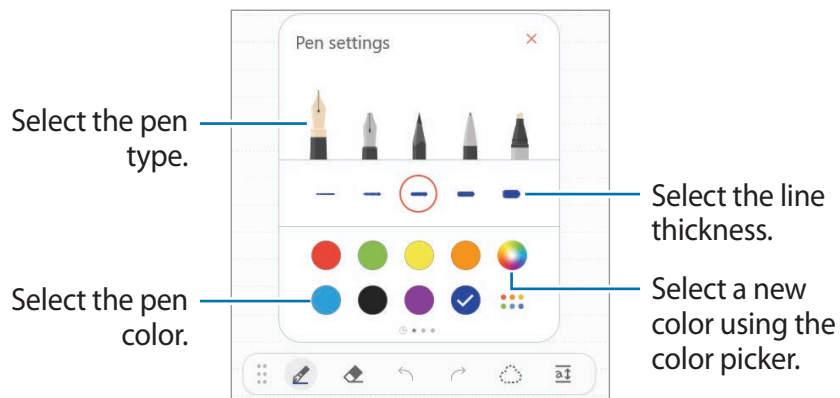 Pen settings
Select the pen
type.
Select the line
thickness.
Select the pen
color.
Select a new
color using the
color picker.
a